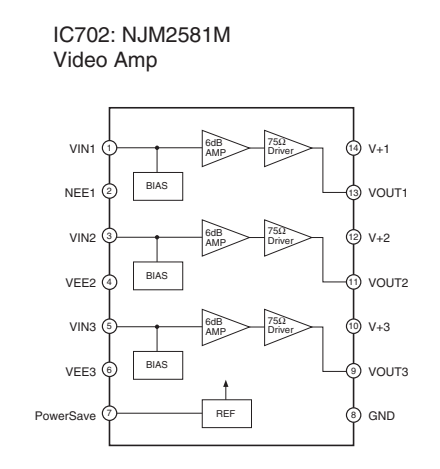 IC702: NJM2581M
Video Amp
VIN1 1 6dB AMP 75Ω Driver 14 V+1
NEE1 2 BIAS 13 VOUT1
VIN2 3 6dB AMP 75Ω Driver 12 V+2
VEE2 4 BIAS 11 VOUT2
VIN3 5 6dB AMP 75Ω Driver 10 V+3
VEE3 6 BIAS 9 VOUT3
PowerSave 7 REF 8 GND